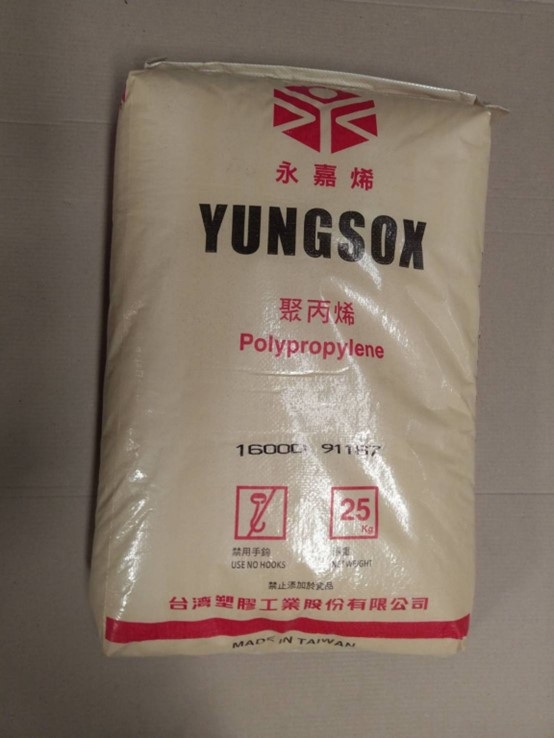 永嘉烯
YUNGSOX
聚丙烯
Polypropylene
25
Kg
禁用手鉤
USE NO HOOKS
淨重
NET WEIGHT
禁止添加於食品
台灣塑膠工業股份有限公司
MADE IN TAIWAN